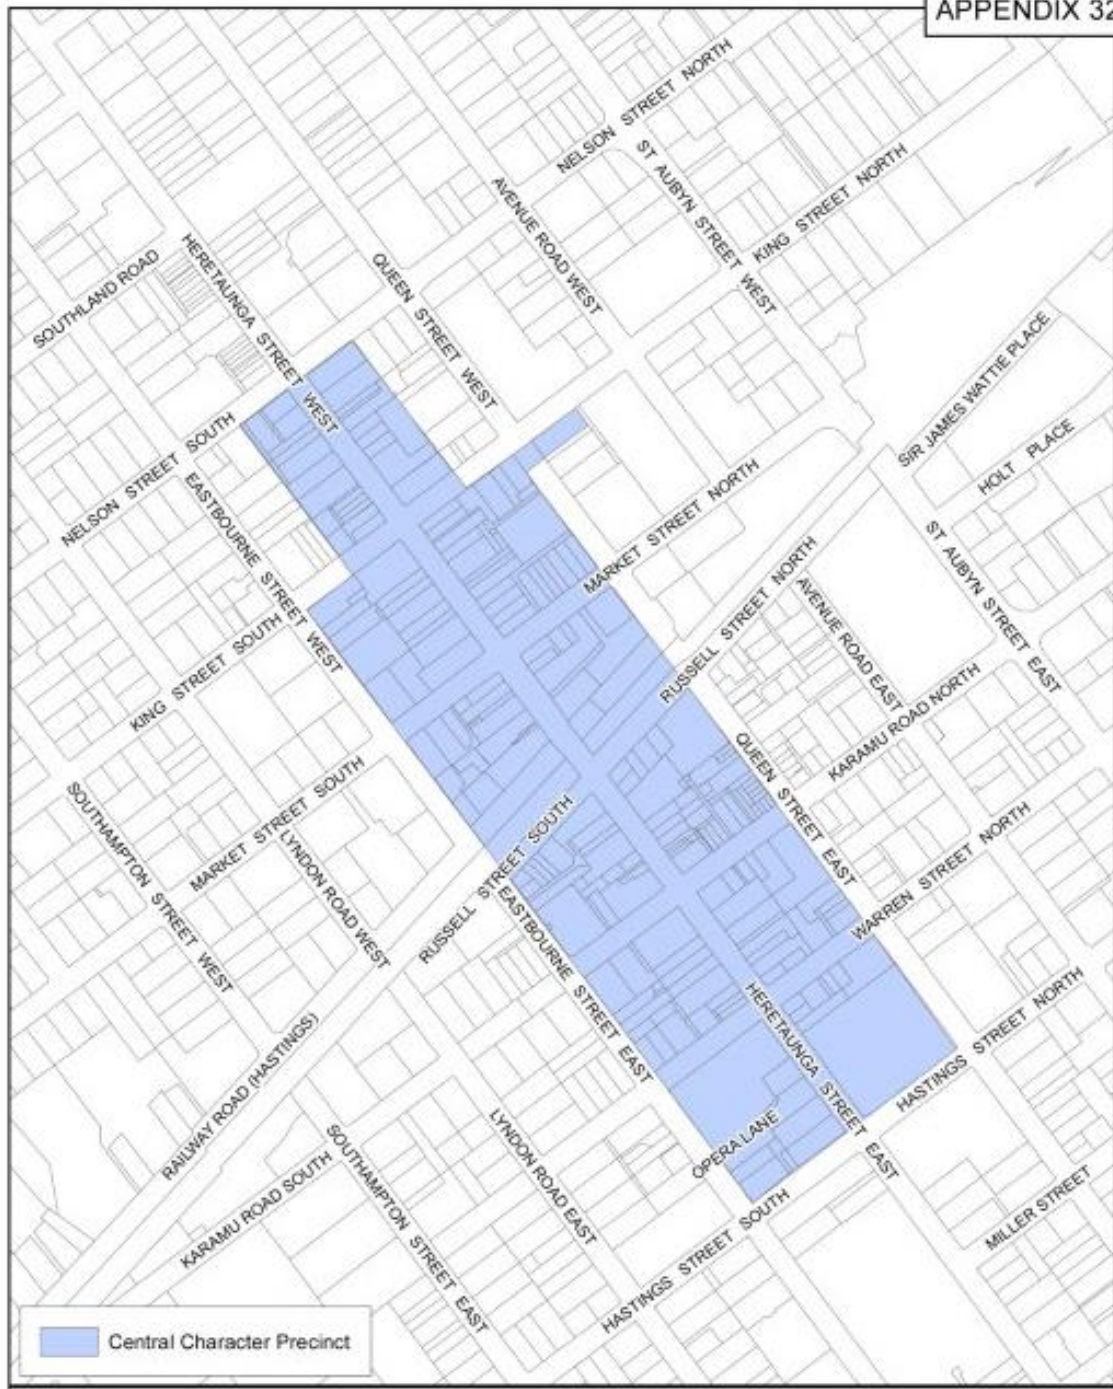 APPENDIX 32
NELSON STREET NORTH
ST AUBYN STREET WEST
KING STREET NORTH
AVENUE ROAD WEST
HERETAUNGA STREET WEST
QUEEN STREET WEST
SOUTHLAND ROAD
SIR JAMES WATTIE PLACE
HOLT PLACE
NELSON STREET SOUTH
MARKET STREET NORTH
EASTBOURNE STREET WEST
ST AUBYN STREET EAST
RUSSELL STREET NORTH
AVENUE ROAD EAST
KING STREET SOUTH
KARAMU ROAD NORTH
QUEEN STREET EAST
MARKET STREET SOUTH
SOUTHAMPTON STREET WEST
LYNDON ROAD WEST
RUSSELL STREET SOUTH
WARREN STREET NORTH
EASTBOURNE STREET EAST
HASTINGS STREET NORTH
HERETAUNGA STREET EAST
RAILWAY ROAD (HASTINGS)
OPERA LANE
LYNDON ROAD EAST
SOUTHAMPTON STREET EAST
KARAMU ROAD SOUTH
MILLER STREET
HASTINGS STREET SOUTH
Central Character Precinct